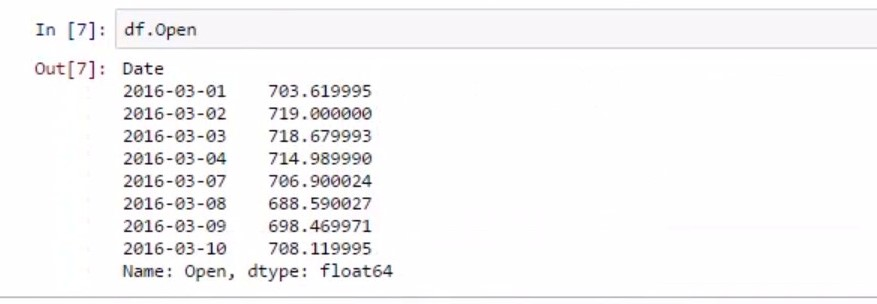 In [7]: df.Open
Out[7]: Date
2016-03-01 703.619995
2016-03-02 719.000000
2016-03-03 718.679993
2016-03-04 714.989990
2016-03-07 706.900024
2016-03-08 688.590027
2016-03-09 698.469971
2016-03-10 708.119995
Name: Open, dtype: float64